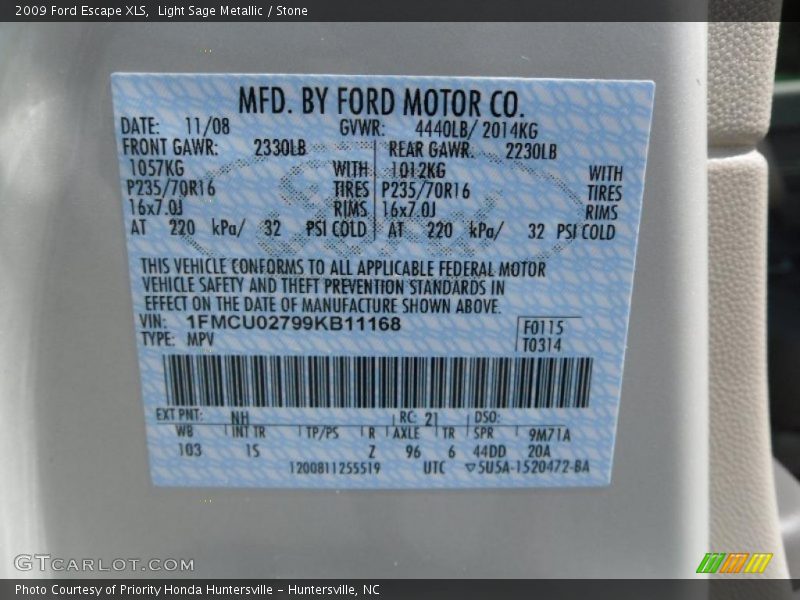 2009 Ford Escape XLS, Light Sage Metallic / Stone
MFD. BY FORD MOTOR CO.
DATE: 11/08 GVWR: 4440LB/ 2014KG
FRONT GAWR: 2330LB REAR GAWR: 2230LB
1057KG WITH 1012KG WITH
P235/70R16 TIRES P235/70R16 TIRES
16x7.0J RIMS 16x7.0J RIMS
AT 220 kPa/ 32 PSI COLD AT 220 kPa/ 32 PSI COLD
THIS VEHICLE CONFORMS TO ALL APPLICABLE FEDERAL MOTOR
VEHICLE SAFETY AND THEFT PREVENTION STANDARDS IN
EFFECT ON THE DATE OF MANUFACTURE SHOWN ABOVE.
VIN: 1FMCU02799KB11168 F0115
TYPE: MPV T0314
EXT PNT: NH RC: 21 DSO:
WB INT TR TP/PS R AXLE TR SPR 9M71A
103 IS Z 96 6 44DD 20A
1200811255519 UTC ▽5U5A-1520472-BA
GTCARLOT.COM
Photo Courtesy of Priority Honda Huntersville - Huntersville, NC